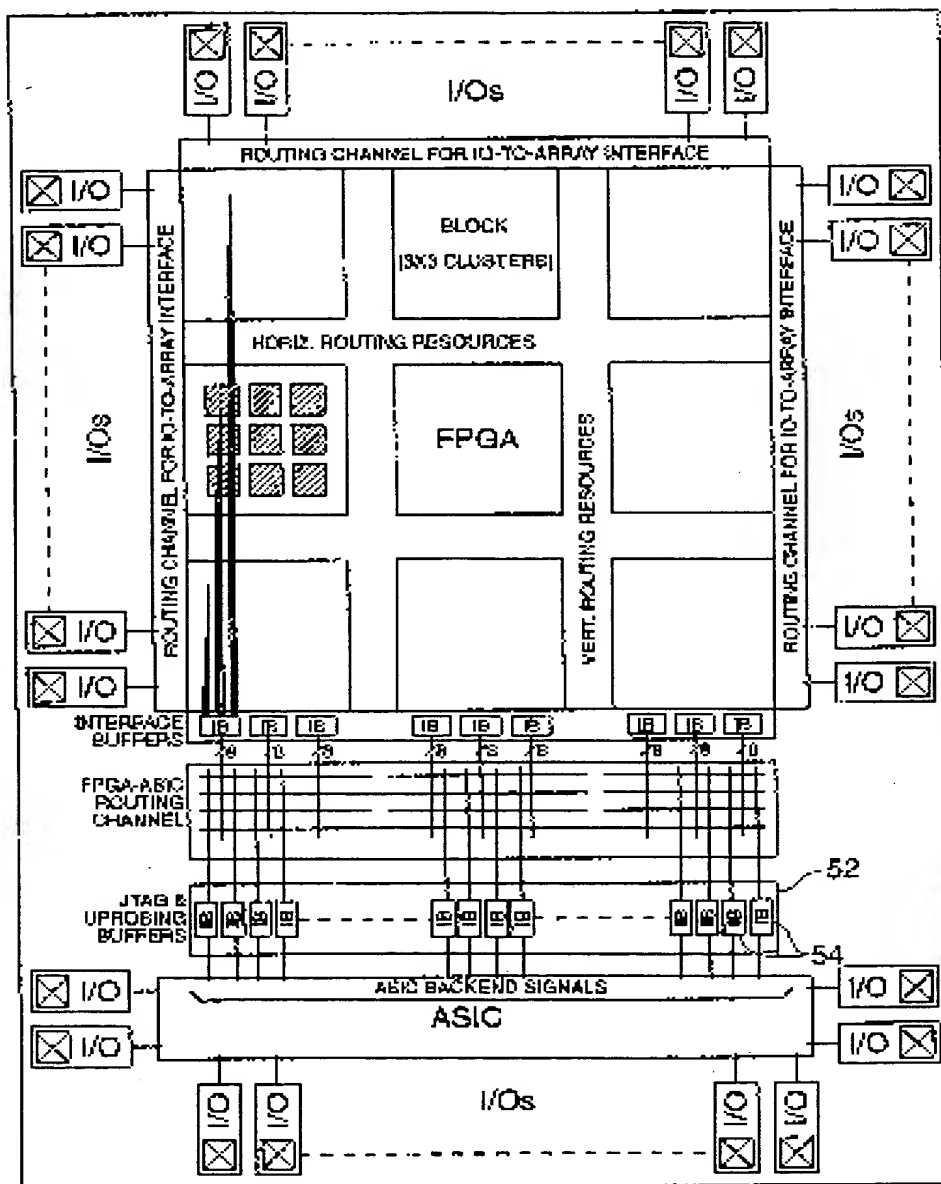 I/O I/O I/O I/O
I/Os
ROUTING CHANNEL FOR IO-TO-ARRAY INTERFACE
I/O
I/O
I/Os
I/O
I/O
ROUTING CHANNEL FOR IO-TO-ARRAY INTERFACE
BLOCK
[3X3 CLUSTERS]
HORIZ. ROUTING RESOURCES
FPGA
VERT. ROUTING RESOURCES
ROUTING CHANNEL FOR IO-TO-ARRAY INTERFACE
I/O
I/O
I/Os
I/O
I/O
INTERFACE
BUFFERS
IB IB IB IB IB IB IB IB IB
FPGA-ASIC
ROUTING
CHANNEL
JTAG &
UPROBING
BUFFERS
52
54
ASIC BACKEND SIGNALS
ASIC
I/O
I/O
I/O
I/O
I/O I/O I/O I/O
I/Os